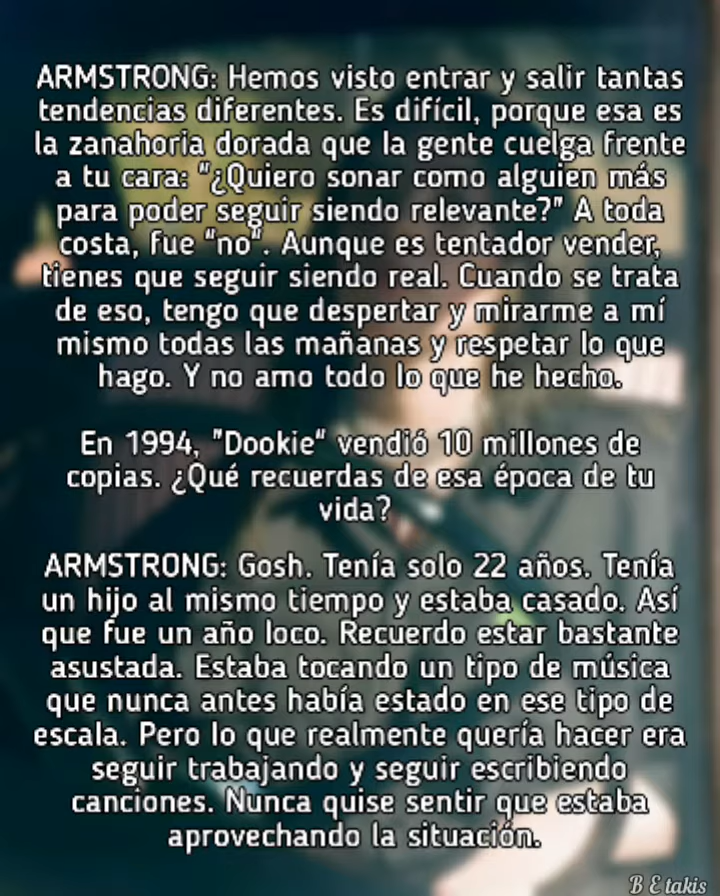 ARMSTRONG: Hemos visto entrar y salir tantas
tendencias diferentes. Es difícil, porque esa es
la zanahoria dorada que la gente cuelga frente
a tu cara: "¿Quiero sonar como alguien más
para poder seguir siendo relevante?" A toda
costa, fue "no". Aunque es tentador vender,
tienes que seguir siendo real. Cuando se trata
de eso, tengo que despertar y mirarme a mí
mismo todas las mañanas y respetar lo que
hago. Y no amo todo lo que he hecho.
En 1994, "Dookie" vendió 10 millones de
copias. ¿Qué recuerdas de esa época de tu
vida?
ARMSTRONG: Gosh. Tenía solo 22 años. Tenía
un hijo al mismo tiempo y estaba casado. Así
que fue un año loco. Recuerdo estar bastante
asustada. Estaba tocando un tipo de música
que nunca antes había estado en ese tipo de
escala. Pero lo que realmente quería hacer era
seguir trabajando y seguir escribiendo
canciones. Nunca quise sentir que estaba
aprovechando la situación.
B E takis